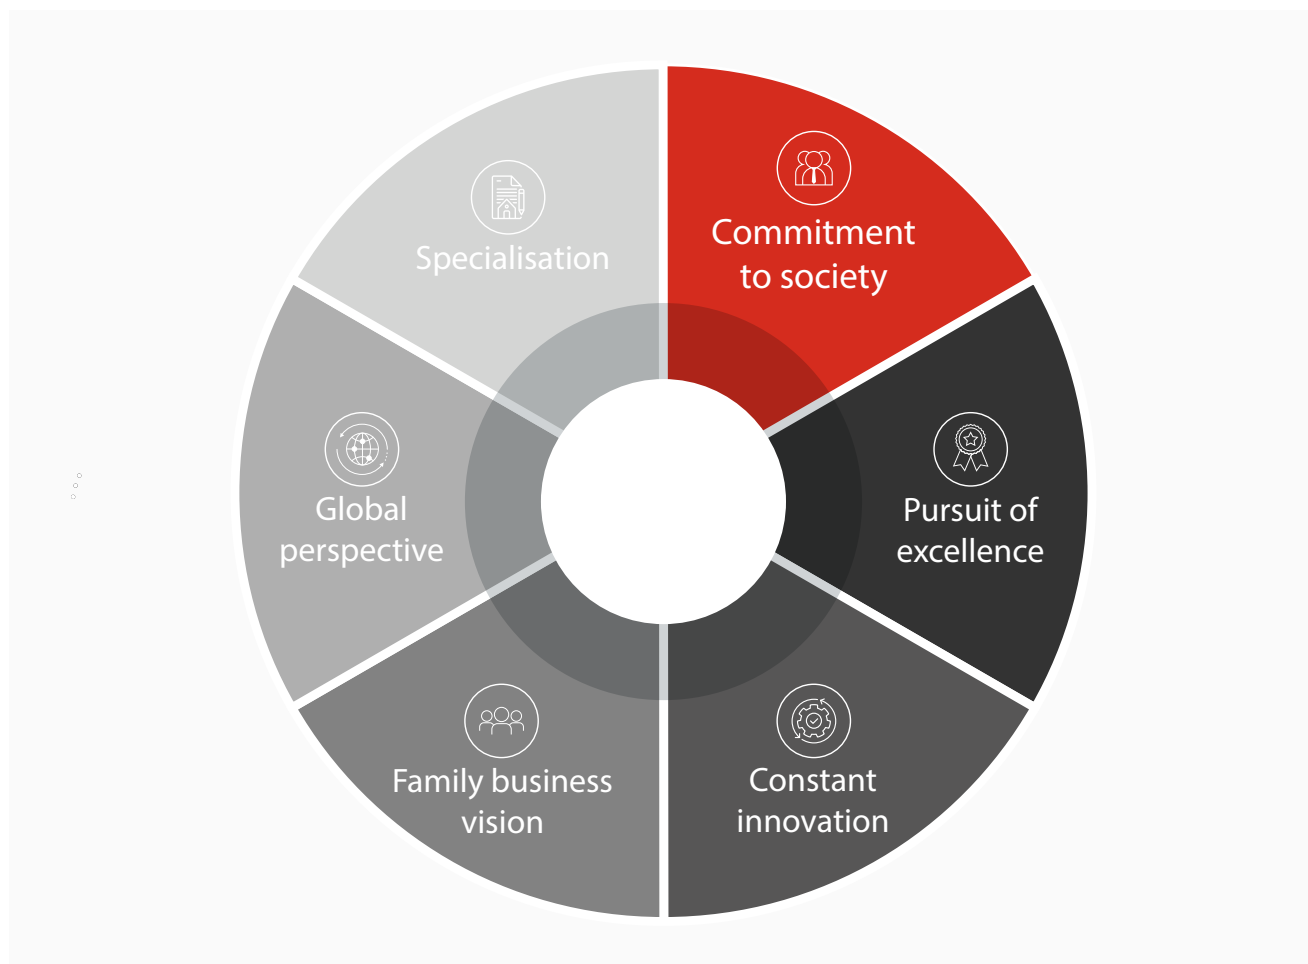 Commitment
to society
Pursuit of
excellence
Constant
innovation
Family business
vision
Global
perspective
Specialisation